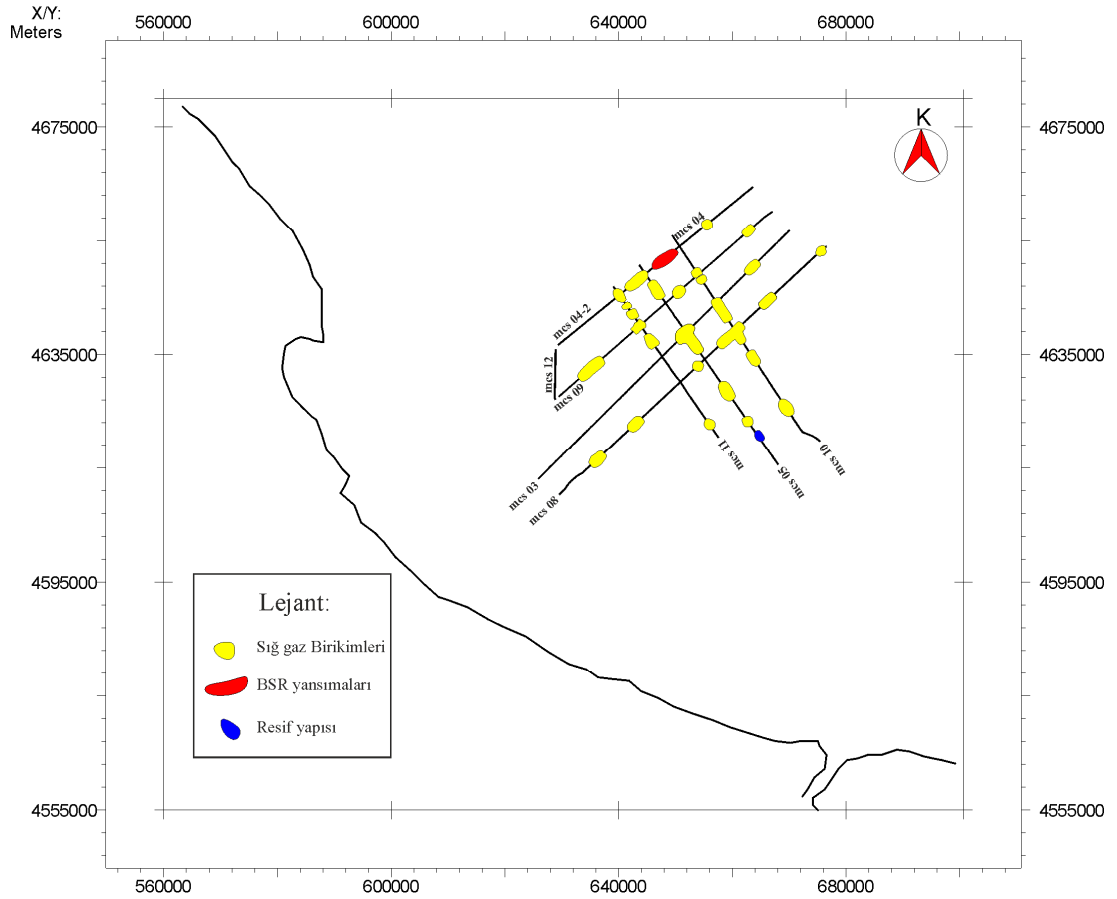 X/Y:
Meters
560000
600000
640000
680000
K
4675000
4675000
mcs 04
mcs 04-2
4635000
4635000
mcs 12
mcs 09
mcs 10
mcs 11
mcs 05
mcs 03
mcs 08
4595000
4595000
Lejant:
Sığ gaz Birikimleri
BSR yansımaları
Resif yapısı
4555000
4555000
560000
600000
640000
680000